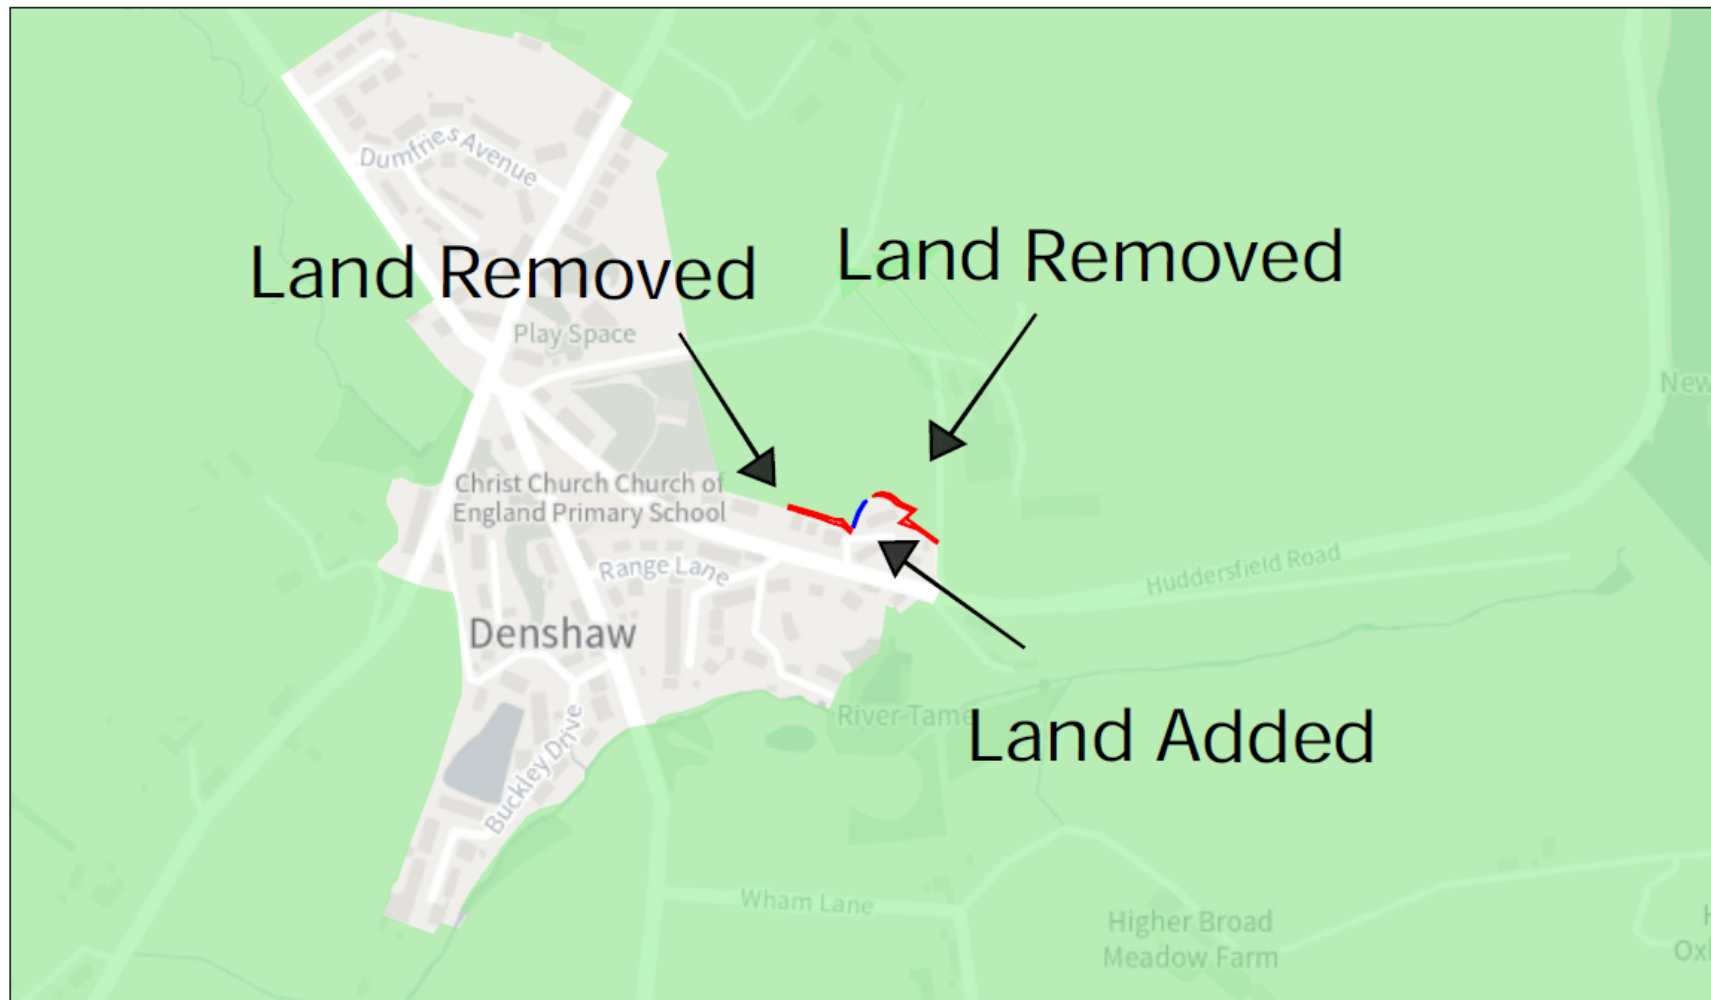 Dumfries Avenue
Land Removed
Land Removed
Play Space
New
Christ Church Church of
England Primary School
Range Lane
Huddersfield Road
Denshaw
River Tame
Land Added
Buckley Drive
Wham Lane
Higher Broad
Meadow Farm